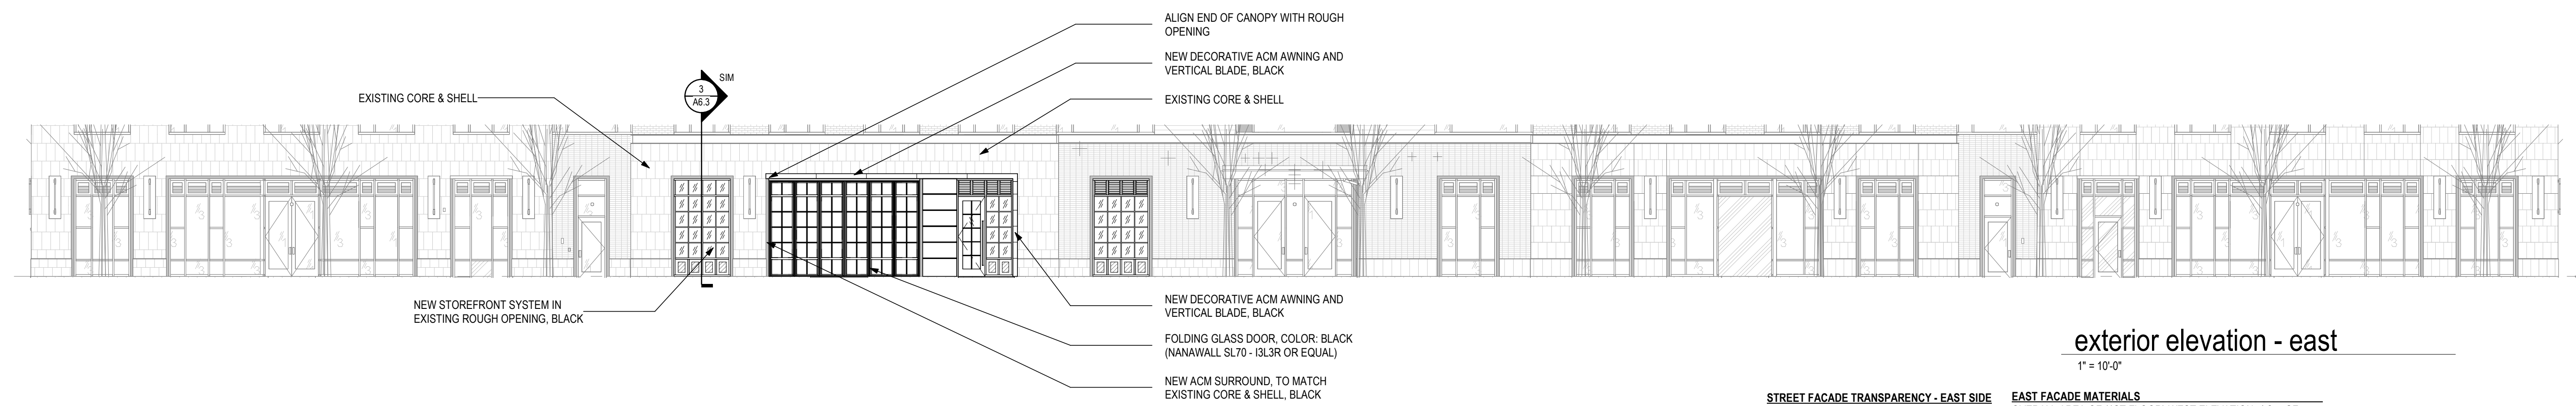 ALIGN END OF CANOPY WITH ROUGH
OPENING
NEW DECORATIVE ACM AWNING AND
VERTICAL BLADE, BLACK
SIM
3
A6.3
EXISTING CORE & SHELL
EXISTING CORE & SHELL
NEW STOREFRONT SYSTEM IN
EXISTING ROUGH OPENING, BLACK
NEW DECORATIVE ACM AWNING AND
VERTICAL BLADE, BLACK
FOLDING GLASS DOOR, COLOR: BLACK
(NANAWALL SL70 - I3L3R OR EQUAL)
NEW ACM SURROUND, TO MATCH
EXISTING CORE & SHELL, BLACK
exterior elevation - east
1" = 10'-0"
STREET FACADE TRANSPARENCY - EAST SIDE
EAST FACADE MATERIALS